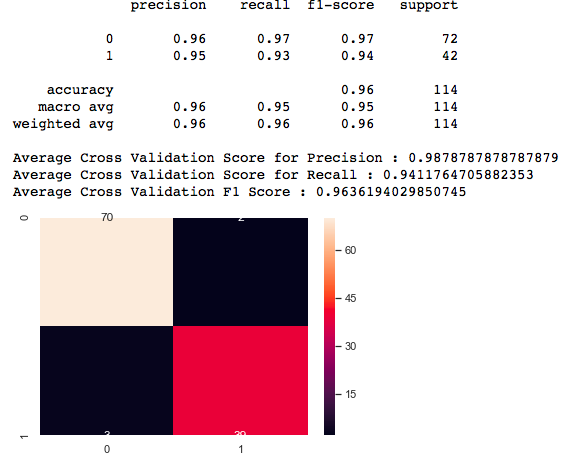 precision recall f1-score support
0 0.96 0.97 0.97 72
1 0.95 0.93 0.94 42
accuracy 0.96 114
macro avg 0.96 0.95 0.95 114
weighted avg 0.96 0.96 0.96 114
Average Cross Validation Score for Precision : 0.9878787878787879
Average Cross Validation Score for Recall : 0.9411764705882353
Average Cross Validation F1 Score : 0.9636194029850745
0 70 2
60
45
30
15
1 3 39
0 1